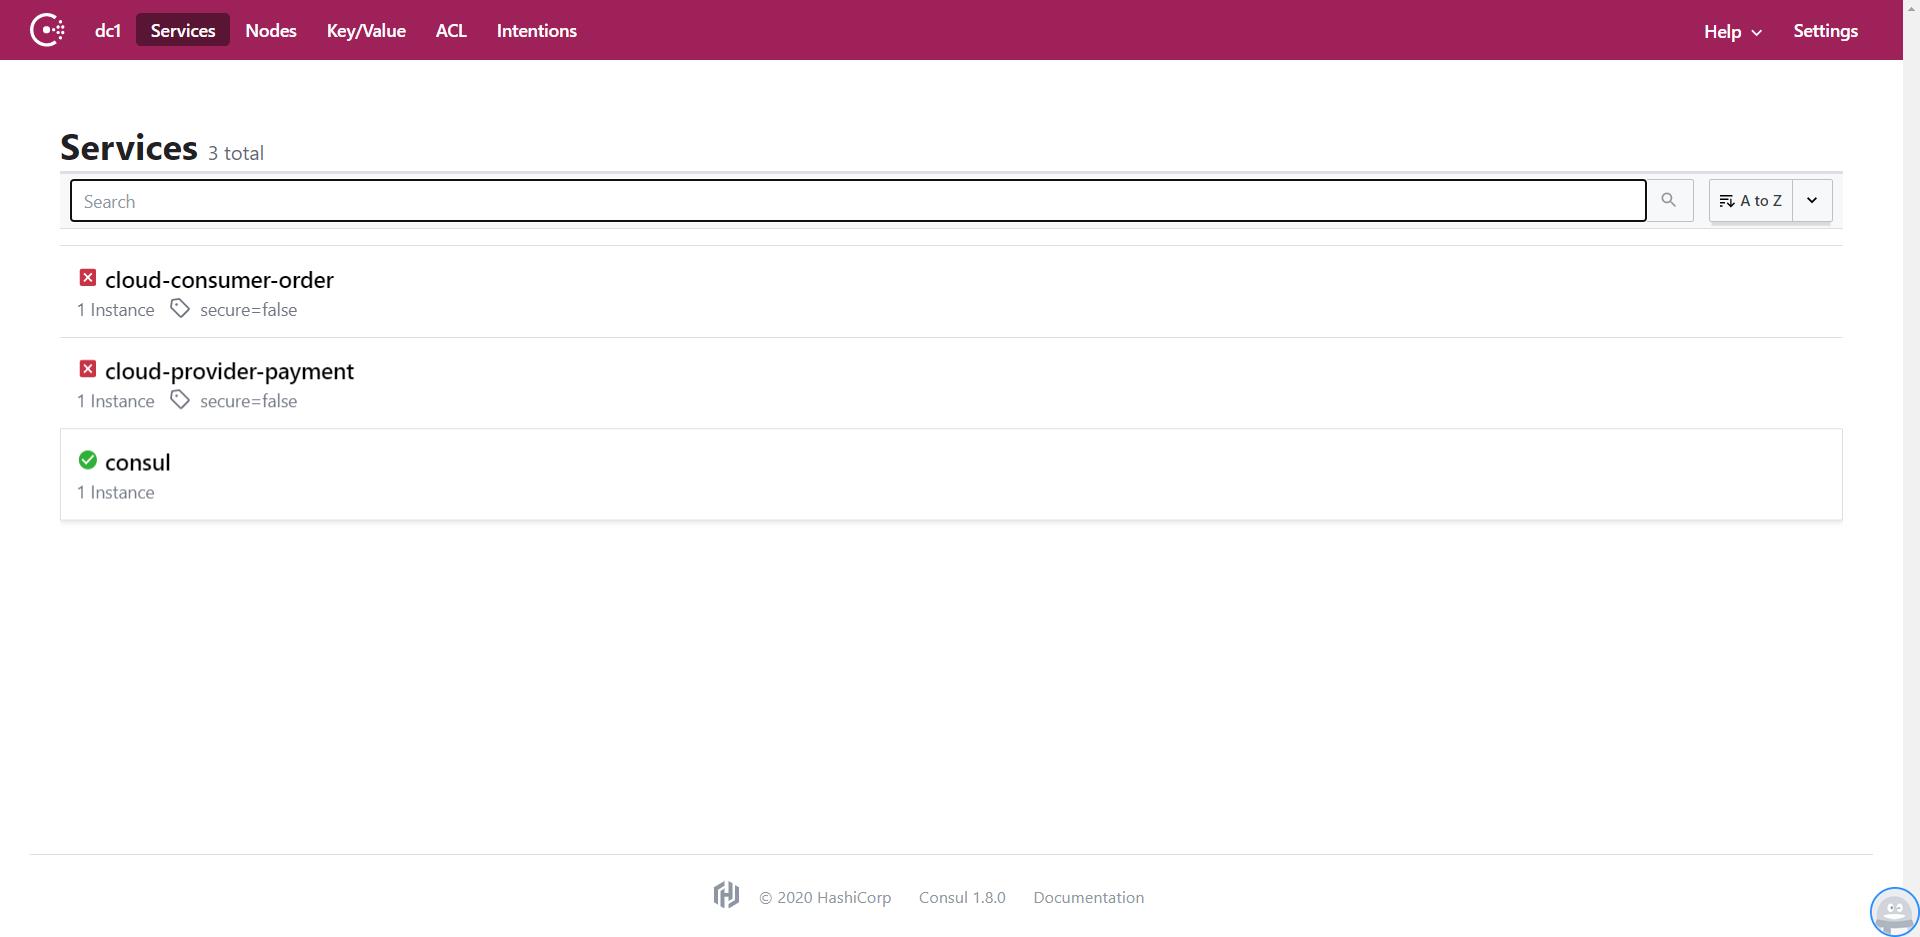 dc1 Services Nodes Key/Value ACL Intentions Help Settings
Services 3 total
Search A to Z
cloud-consumer-order
1 Instance secure=false
cloud-provider-payment
1 Instance secure=false
consul
1 Instance
© 2020 HashiCorp Consul 1.8.0 Documentation